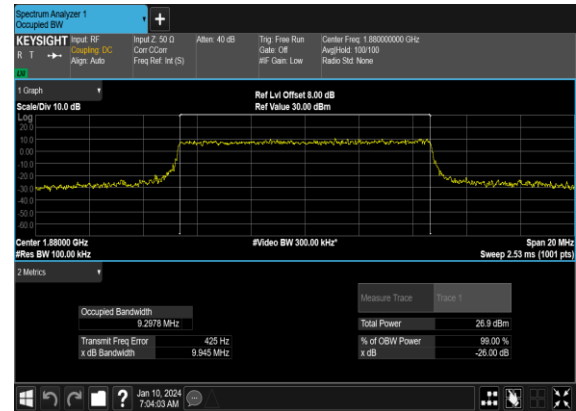 Spectrum Analyzer 1
Occupied BW
KEYSIGHT
R T
Input: RF
Coupling: DC
Align: Auto
Input Z: 50 Ω
Corr CCorr
Freq Ref: Int (S)
Atten: 40 dB
Trig: Free Run
Gate: Off
#IF Gain: Low
Center Freq: 1.880000000 GHz
Avg|Hold: 100/100
Radio Std: None
1 Graph
Scale/Div 10.0 dB
Ref Lvl Offset 8.00 dB
Ref Value 30.00 dBm
Log
20.0
10.0
0.00
-10.0
-20.0
-30.0
-40.0
-50.0
-60.0
Center 1.88000 GHz
#Res BW 100.00 kHz
#Video BW 300.00 kHz*
Span 20 MHz
Sweep 2.53 ms (1001 pts)
2 Metrics
Measure Trace
Trace 1
Occupied Bandwidth
9.2978 MHz
Total Power
26.9 dBm
Transmit Freq Error
425 Hz
% of OBW Power
99.00 %
x dB Bandwidth
9.945 MHz
x dB
-26.00 dB
?
Jan 10, 2024
7:04:03 AM